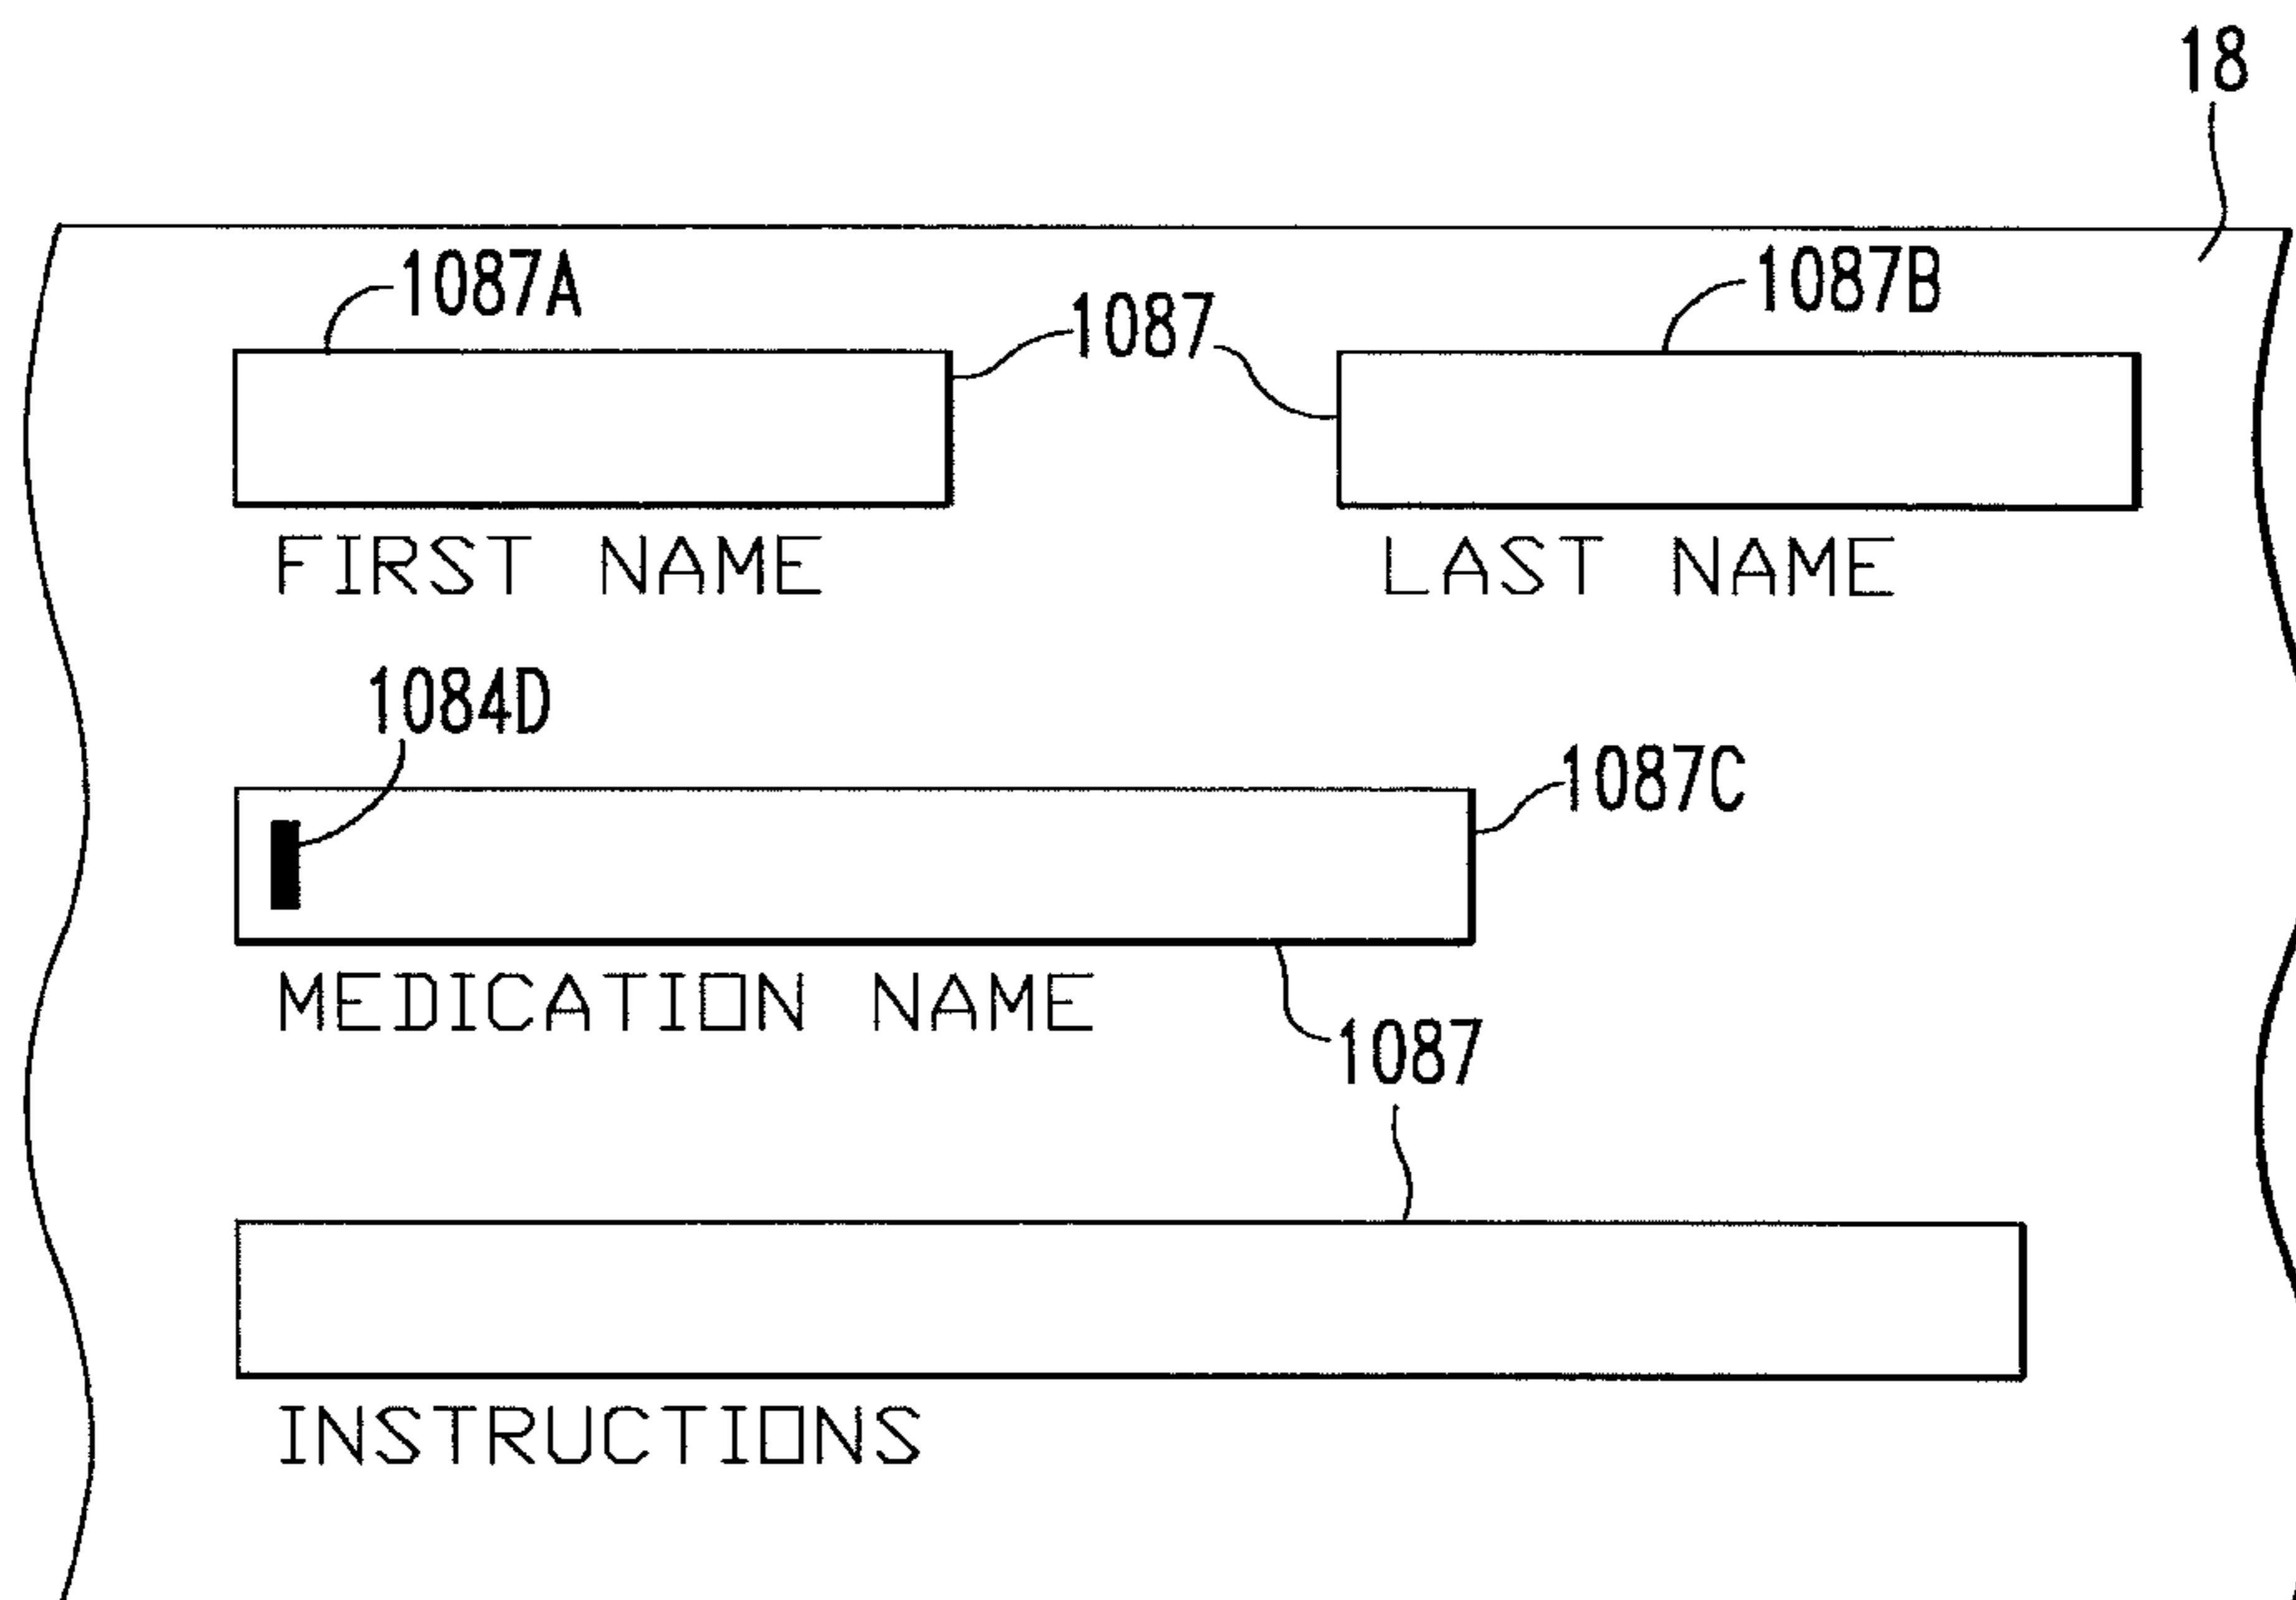 18
1087A 1087 1087B
FIRST NAME LAST NAME
1084D
1087C
MEDICATION NAME
1087
INSTRUCTIONS